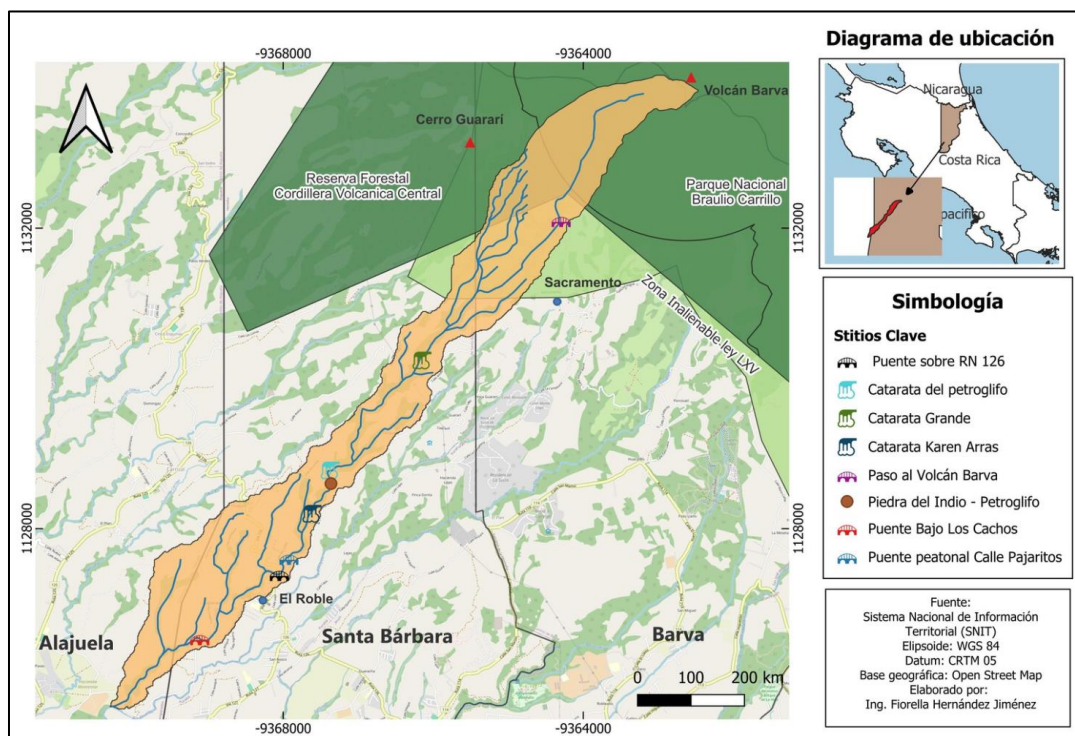 -9368000
-9364000
Volcán Barva
Cerro Guararí
Reserva Forestal
Cordillera Volcanica Central
Parque Nacional
Braulio Carrillo
1132000
1132000
Sacramento
Zona Inalienable ley LXV
1128000
1128000
El Roble
Alajuela
Santa Bárbara
Barva
0 100 200 km
-9368000
-9364000
Diagrama de ubicación
Nicaragua
Costa Rica
pacifico
Simbología
Stitios Clave
Puente sobre RN 126
Catarata del petroglifo
Catarata Grande
Catarata Karen Arras
Paso al Volcán Barva
Piedra del Indio - Petroglifo
Puente Bajo Los Cachos
Puente peatonal Calle Pajaritos
Fuente:
Sistema Nacional de Información
Territorial (SNIT)
Elipsoide: WGS 84
Datum: CRTM 05
Base geográfica: Open Street Map
Elaborado por:
Ing. Fiorella Hernández Jiménez